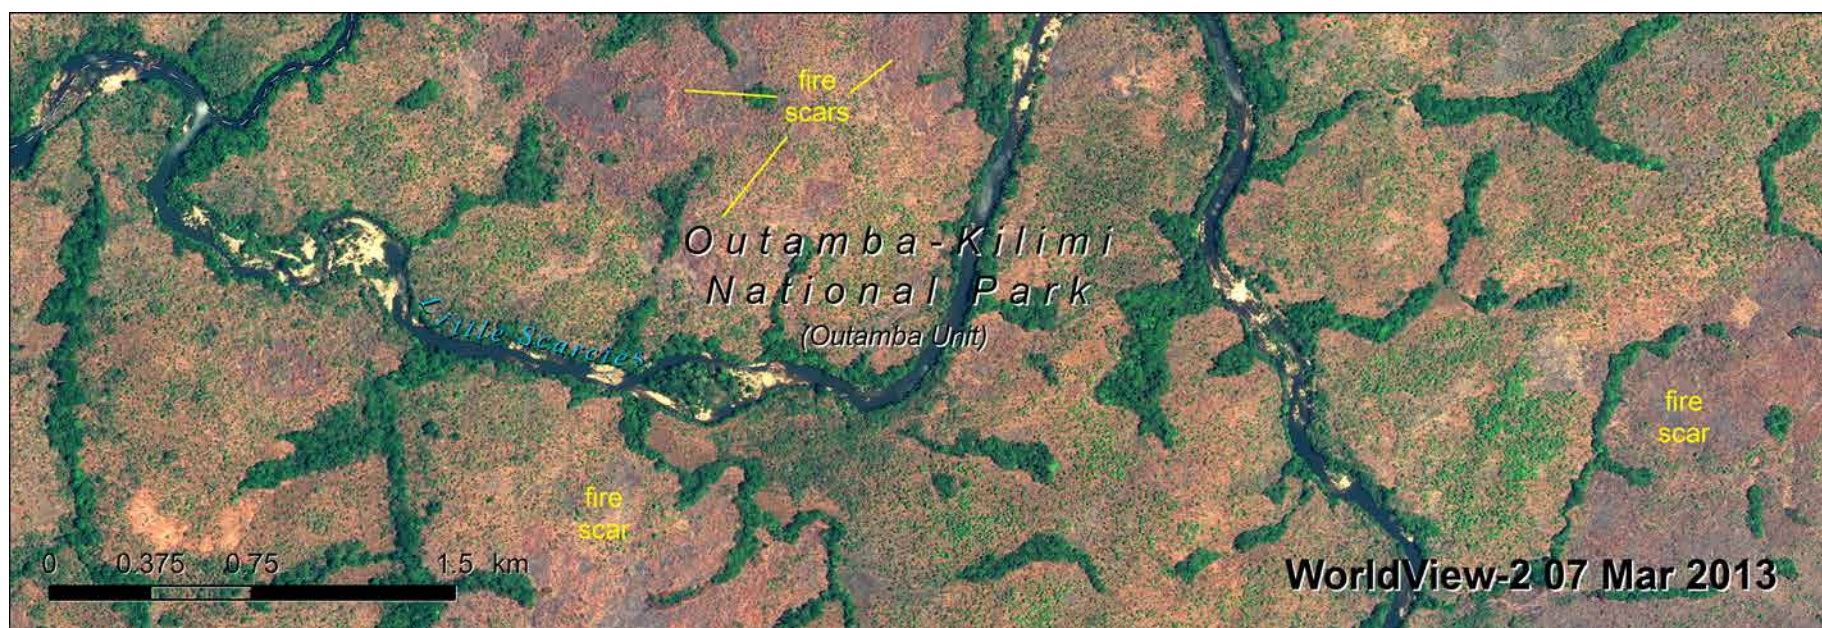 fire
scars
Outamba-Kilimi
National Park
(Outamba Unit)
Little Scarcies
fire
scar
fire
scar
0 0.375 0.75 1.5 km
WorldView-2 07 Mar 2013